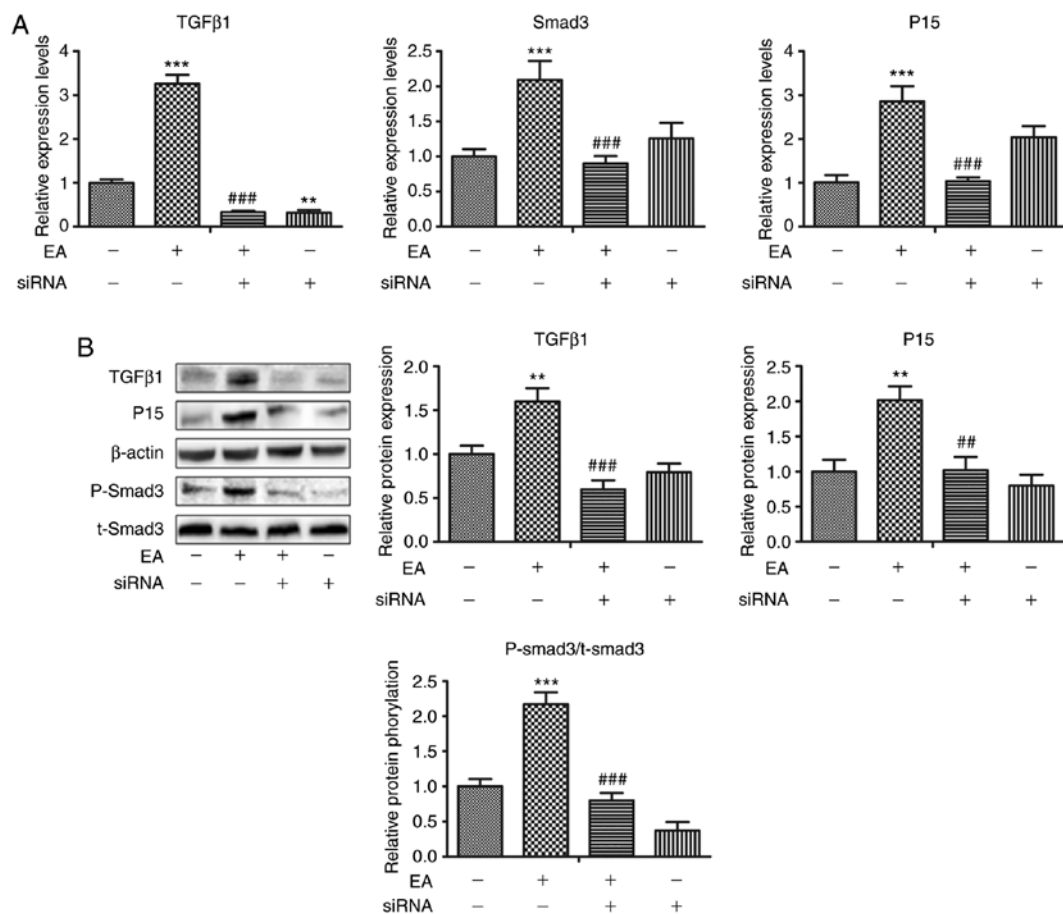 A
TGFβ1
Relative expression levels
4
3
2
1
0
***
###
**
EA − + + −
siRNA − − + +
Smad3
Relative expression levels
2.5
2.0
1.5
1.0
0.5
0.0
***
###
− + + −
− − + +
P15
Relative expression levels
4
3
2
1
0
***
###
EA − + + −
siRNA − − + +
B
TGFβ1
P15
β-actin
P-Smad3
t-Smad3
EA − + + −
siRNA − − + +
TGFβ1
Relative protein expression
2.0
1.5
1.0
0.5
0.0
**
###
EA − + + −
siRNA − − + +
P15
Relative protein expression
2.5
2.0
1.5
1.0
0.5
0.0
**
##
EA − + + −
siRNA − − + +
P-smad3/t-smad3
Relative protein phorylation
2.5
2.0
1.5
1.0
0.5
0.0
***
###
EA − + + −
siRNA − − + +